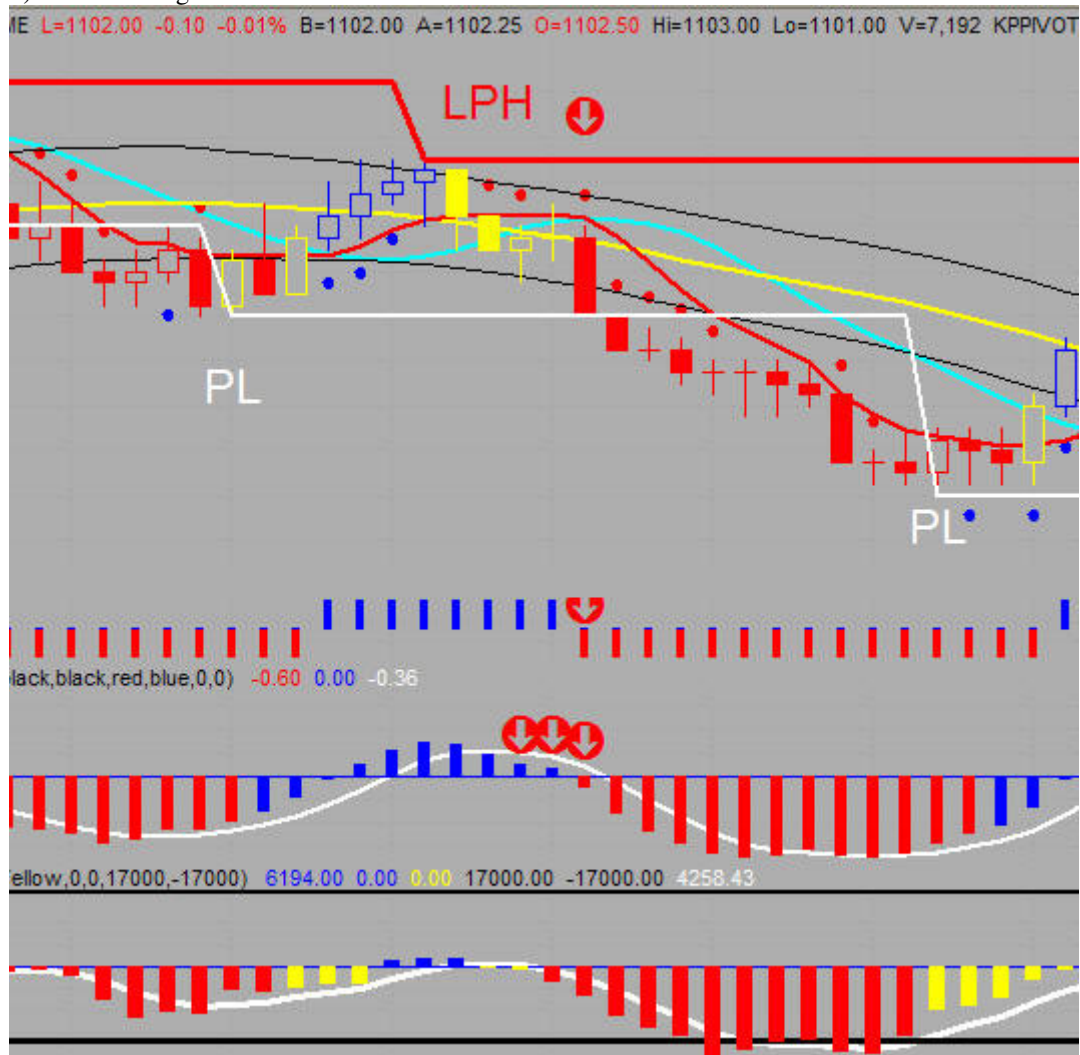 ME L=1102.00 -0.10 -0.01% B=1102.00 A=1102.25 O=1102.50 Hi=1103.00 Lo=1101.00 V=7,192 KPPIVOT
LPH
PL
PL
lack,black,red,blue,0,0) -0.60 0.00 -0.36
ellow,0,0,17000,-17000) 6194.00 0.00 0.00 17000.00 -17000.00 4258.43